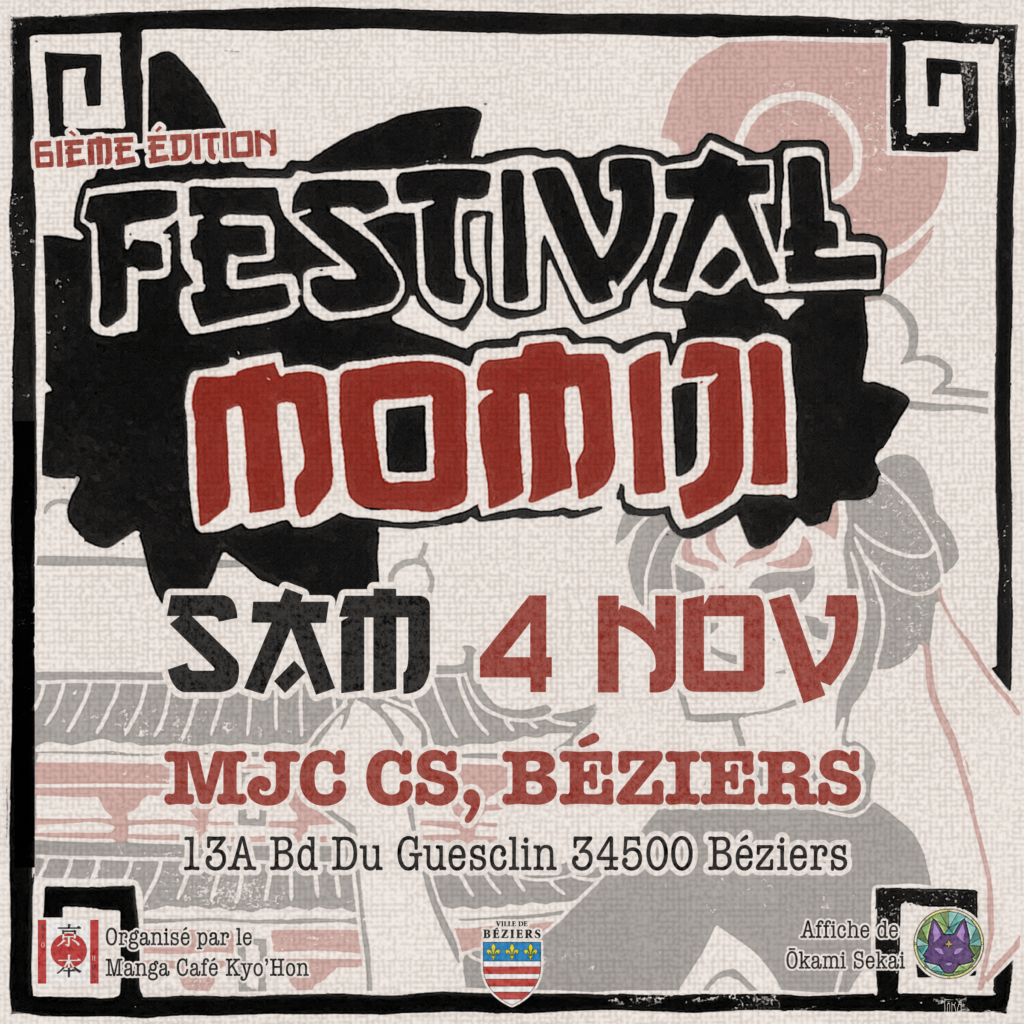 6IÈME ÉDITION
FESTIVAL
MOMIJI
SAM 4 NOV
MJC CS, BÉZIERS
13A Bd Du Guesclin 34500 Béziers
京
本
Organisé par le
Manga Café Kyo'Hon
VILLE DE
BÉZIERS
Affiche de
Ōkami Sekai